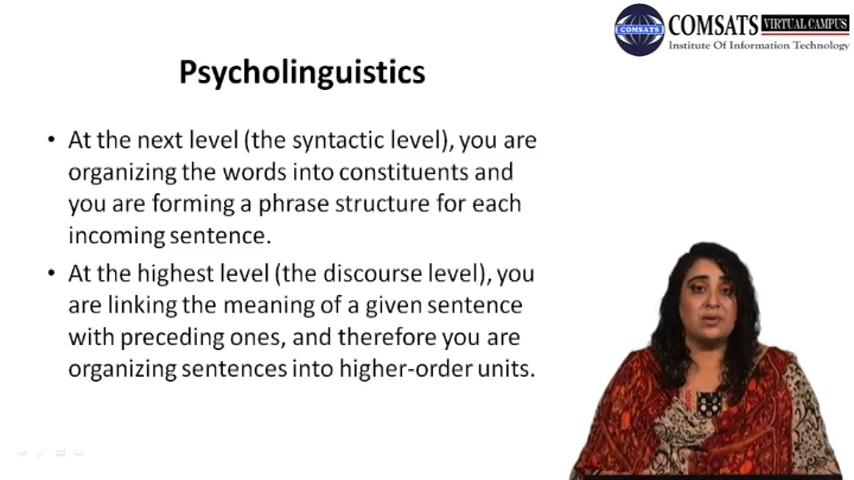 COMSATS
COMSATS VIRTUAL CAMPUS
Institute Of Information Technology
Psycholinguistics
• At the next level (the syntactic level), you are
organizing the words into constituents and
you are forming a phrase structure for each
incoming sentence.
• At the highest level (the discourse level), you
are linking the meaning of a given sentence
with preceding ones, and therefore you are
organizing sentences into higher-order units.